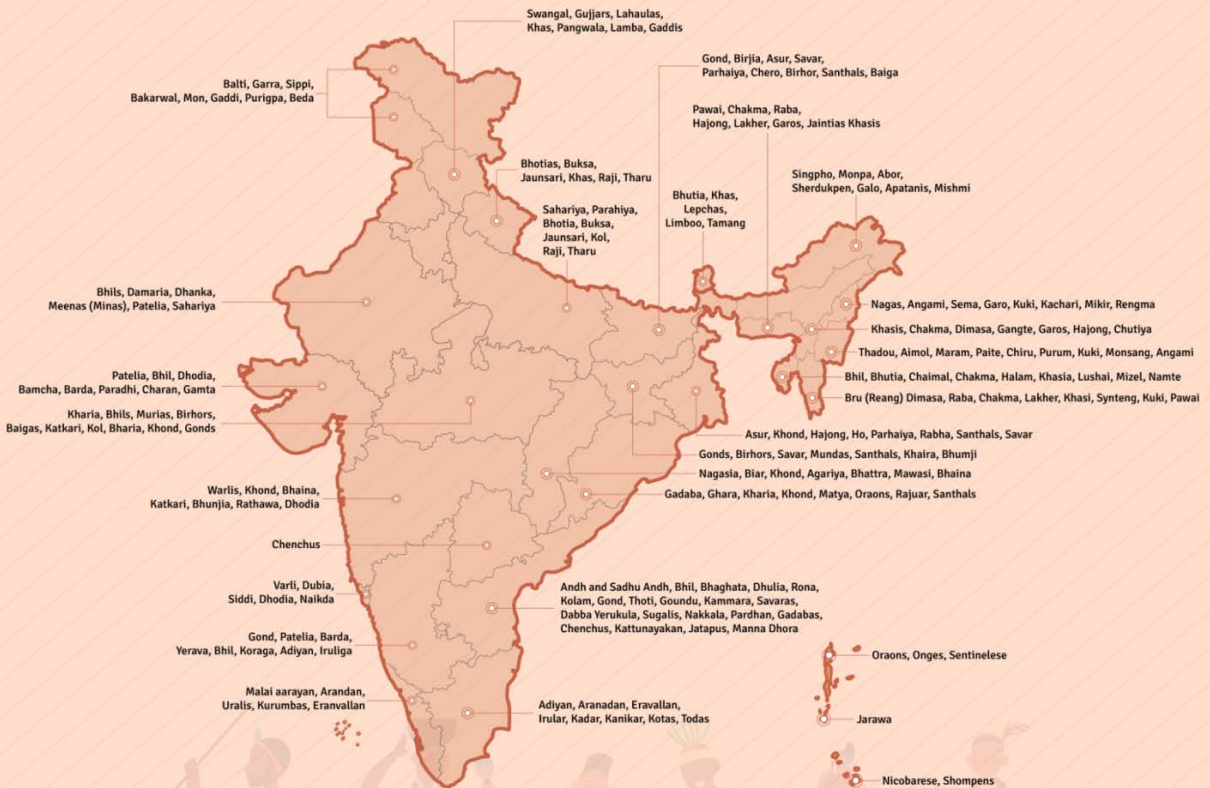 Swangal, Gujjars, Lahaulas,
Khas, Pangwala, Lamba, Gaddis
Balti, Garra, Sippi,
Bakarwal, Mon, Gaddi, Purigpa, Beda
Gond, Birjia, Asur, Savar,
Parhaiya, Chero, Birhor, Santhals, Baiga
Pawai, Chakma, Raba,
Hajong, Lakher, Garos, Jaintias Khasis
Bhotias, Buksa,
Jaunsari, Khas, Raji, Tharu
Singpho, Monpa, Abor,
Sherdukpen, Galo, Apatanis, Mishmi
Bhutia, Khas,
Lepchas,
Limboo, Tamang
Sahariya, Parahiya,
Bhotia, Buksa,
Jaunsari, Kol,
Raji, Tharu
Bhils, Damaria, Dhanka,
Meenas (Minas), Patelia, Sahariya
Nagas, Angami, Sema, Garo, Kuki, Kachari, Mikir, Rengma
Khasis, Chakma, Dimasa, Gangte, Garos, Hajong, Chutiya
Thadou, Aimol, Maram, Paite, Chiru, Purum, Kuki, Monsang, Angami
Patelia, Bhil, Dhodia,
Bamcha, Barda, Paradhi, Charan, Gamta
Bhil, Bhutia, Chaimal, Chakma, Halam, Khasia, Lushai, Mizel, Namte
Bru (Reang) Dimasa, Raba, Chakma, Lakher, Khasi, Synteng, Kuki, Pawai
Kharia, Bhils, Murias, Birhors,
Baigas, Katkari, Kol, Bharia, Khond, Gonds
Asur, Khond, Hajong, Ho, Parhaiya, Rabha, Santhals, Savar
Gonds, Birhors, Savar, Mundas, Santhals, Khaira, Bhumji
Nagasia, Biar, Khond, Agariya, Bhattra, Mawasi, Bhaina
Gadaba, Ghara, Kharia, Khond, Matya, Oraons, Rajuar, Santhals
Warlis, Khond, Bhaina,
Katkari, Bhunjia, Rathawa, Dhodia
Chenchus
Varli, Dubia,
Siddi, Dhodia, Naikda
Andh and Sadhu Andh, Bhil, Bhaghata, Dhulia, Rona,
Kolam, Gond, Thoti, Goundu, Kammara, Savaras,
Dabba Yerukula, Sugalis, Nakkala, Pardhan, Gadabas,
Chenchus, Kattunayakan, Jatapus, Manna Dhora
Gond, Patelia, Barda,
Yerava, Bhil, Koraga, Adiyan, Iruliga
Oraons, Onges, Sentinelese
Malai aarayan, Arandan,
Uralis, Kurumbas, Eranvallan
Adiyan, Aranadan, Eravallan,
Irular, Kadar, Kanikar, Kotas, Todas
Jarawa
Nicobarese, Shompens